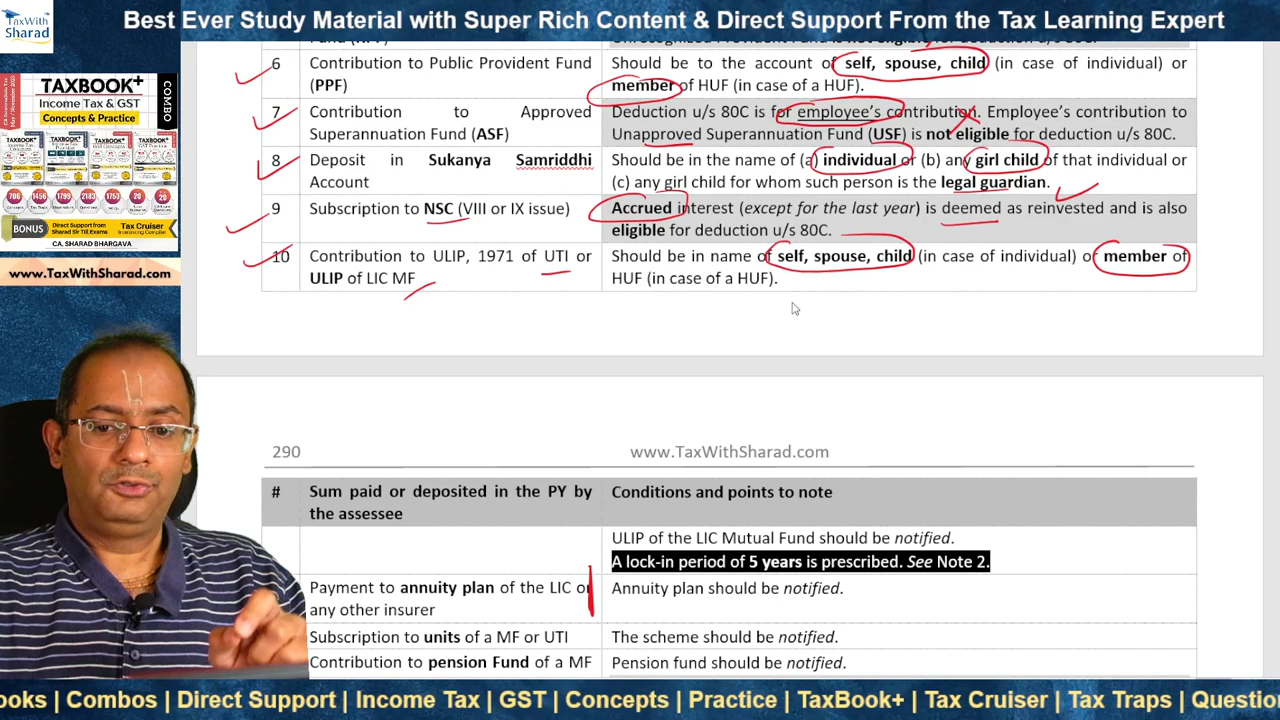 Best Ever Study Material with Super Rich Content & Direct Support From the Tax Learning Expert
Tax With
Sharad
TAXBOOK+
Income Tax & GST
Concepts & Practice
COMBO
BONUS
Direct Support from
Sharad Sir Till Exams
Tax Cruiser
CA. SHARAD BHARGAVA
www.TaxWithSharad.com
6 Contribution to Public Provident Fund Should be to the account of self, spouse, child (in case of individual) or
(PPF) member of HUF (in case of a HUF).
7 Contribution to Approved Deduction u/s 80C is for employee's contribution. Employee's contribution to
Superannuation Fund (ASF) Unapproved Superannuation Fund (USF) is not eligible for deduction u/s 80C.
8 Deposit in Sukanya Samriddhi Should be in the name of (a) individual or (b) any girl child of that individual or
Account (c) any girl child for whom such person is the legal guardian.
9 Subscription to NSC (VIII or IX issue) Accrued interest (except for the last year) is deemed as reinvested and is also
eligible for deduction u/s 80C.
10 Contribution to ULIP, 1971 of UTI or Should be in name of self, spouse, child (in case of individual) or member of
ULIP of LIC MF HUF (in case of a HUF).
290 www.TaxWithSharad.com
# Sum paid or deposited in the PY by Conditions and points to note
the assessee
ULIP of the LIC Mutual Fund should be notified.
A lock-in period of 5 years is prescribed. See Note 2.
Payment to annuity plan of the LIC or Annuity plan should be notified.
any other insurer
Subscription to units of a MF or UTI The scheme should be notified.
Contribution to pension Fund of a MF Pension fund should be notified.
ooks | Combos | Direct Support | Income Tax | GST | Concepts | Practice | TaxBook+ | Tax Cruiser | Tax Traps | Questio